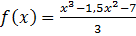 f(x) = (x³−1,5x²−7)/3